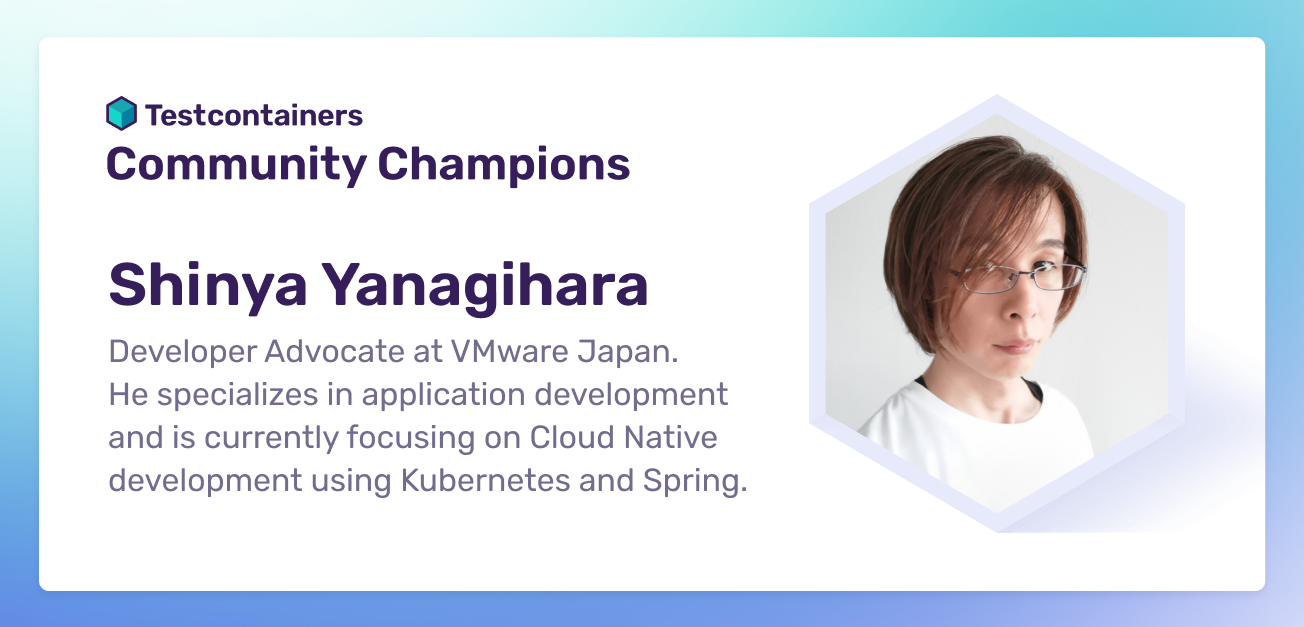 Testcontainers
Community Champions
Shinya Yanagihara
Developer Advocate at VMware Japan.
He specializes in application development
and is currently focusing on Cloud Native
development using Kubernetes and Spring.